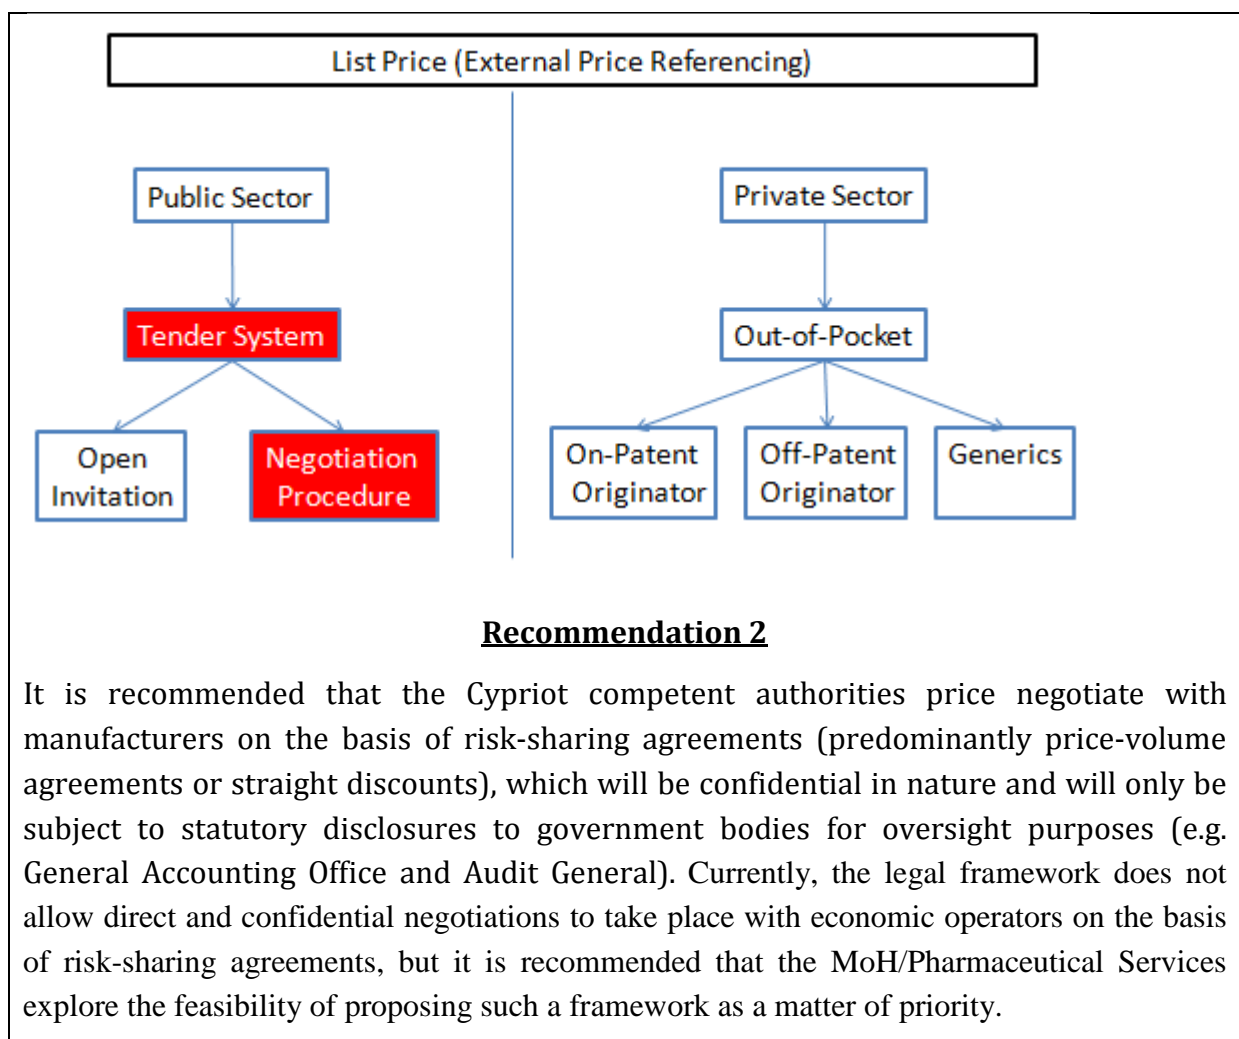 List Price (External Price Referencing)
Public Sector
Private Sector
Tender System
Out-of-Pocket
Open
Invitation
Negotiation
Procedure
On-Patent
Originator
Off-Patent
Originator
Generics
Recommendation 2
It is recommended that the Cypriot competent authorities price negotiate with
manufacturers on the basis of risk-sharing agreements (predominantly price-volume
agreements or straight discounts), which will be confidential in nature and will only be
subject to statutory disclosures to government bodies for oversight purposes (e.g.
General Accounting Office and Audit General). Currently, the legal framework does not
allow direct and confidential negotiations to take place with economic operators on the basis
of risk-sharing agreements, but it is recommended that the MoH/Pharmaceutical Services
explore the feasibility of proposing such a framework as a matter of priority.